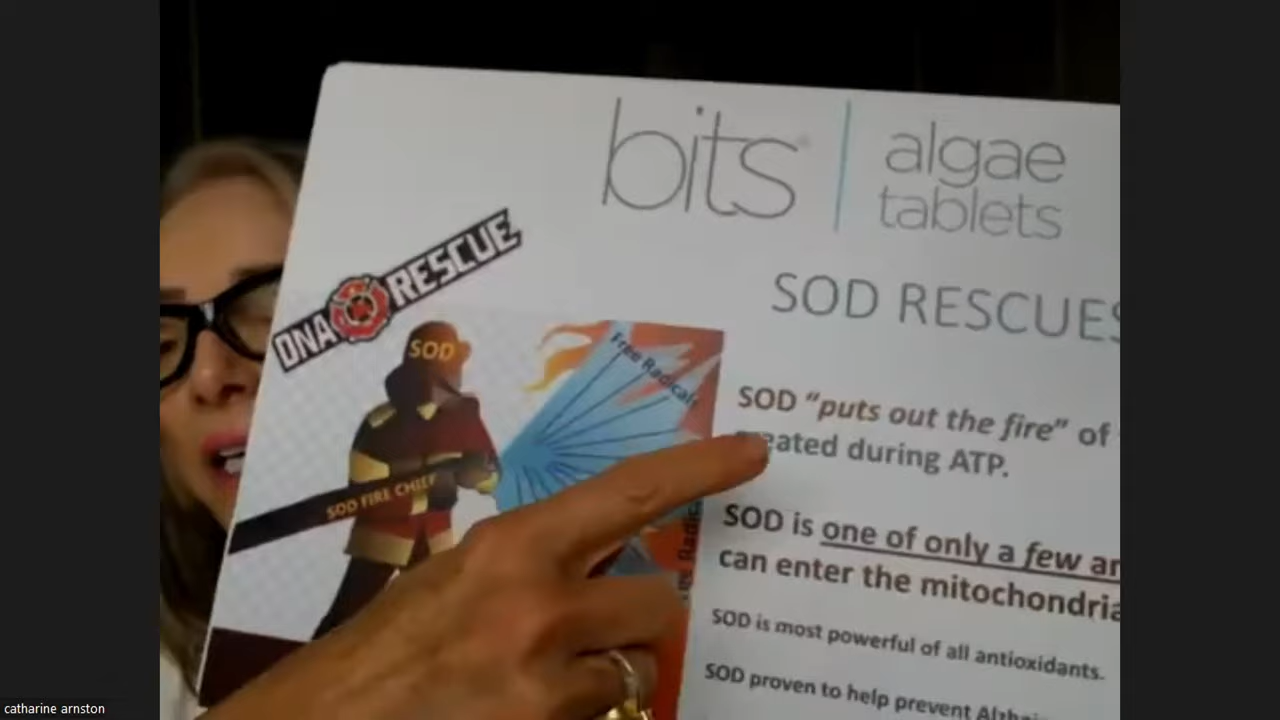 bits
algae
tablets
DNA RESCUE
SOD RESCUES
SOD
Free Radicals
SOD "puts out the fire" of
created during ATP.
SOD FIRE CHIEF
SOD is one of only a few
can enter the mitochondria
SOD is most powerful of all antioxidants.
SOD proven to help prevent
catharine arnston